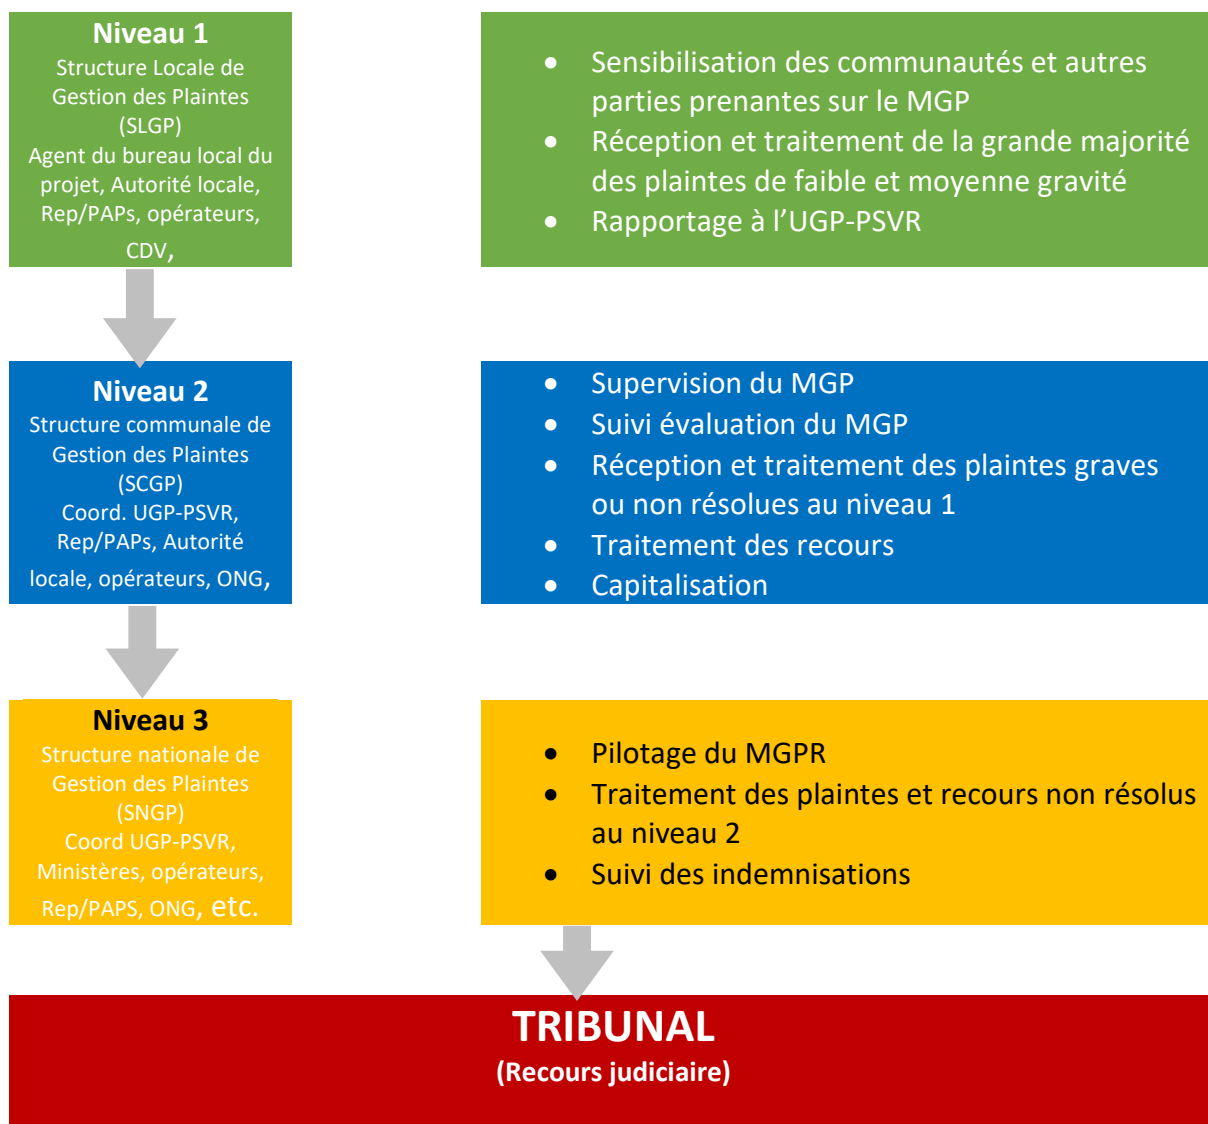 Niveau 1
Structure Locale de
Gestion des Plaintes
(SLGP)
Agent du bureau local du
projet, Autorité locale,
Rep/PAPs, opérateurs,
CDV,
• Sensibilisation des communautés et autres
parties prenantes sur le MGP
• Réception et traitement de la grande majorité
des plaintes de faible et moyenne gravité
• Rapportage à l’UGP-PSVR
Niveau 2
Structure communale de
Gestion des Plaintes
(SCGP)
Coord. UGP-PSVR,
Rep/PAPs, Autorité
locale, opérateurs, ONG,
• Supervision du MGP
• Suivi évaluation du MGP
• Réception et traitement des plaintes graves
ou non résolues au niveau 1
• Traitement des recours
• Capitalisation
Niveau 3
Structure nationale de
Gestion des Plaintes
(SNGP)
Coord UGP-PSVR,
Ministères, opérateurs,
Rep/PAPS, ONG, etc.
• Pilotage du MGPR
• Traitement des plaintes et recours non résolus
au niveau 2
• Suivi des indemnisations
TRIBUNAL
(Recours judiciaire)